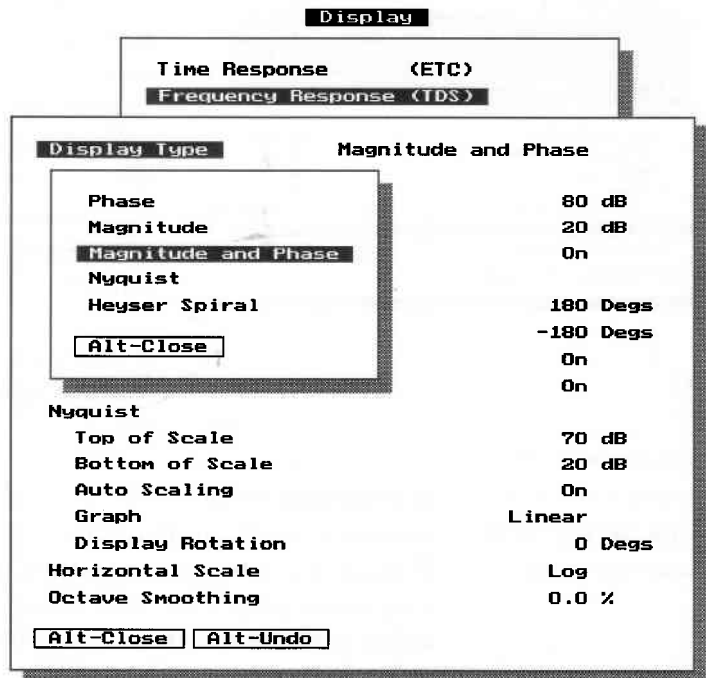 Display
Time Response (ETC)
Frequency Response (TDS)
Display Type Magnitude and Phase
Phase 80 dB
Magnitude 20 dB
Magnitude and Phase On
Nyquist
Heyser Spiral 180 Degs
-180 Degs
Alt-Close
On
On
Nyquist
Top of Scale 70 dB
Bottom of Scale 20 dB
Auto Scaling On
Graph Linear
Display Rotation 0 Degs
Horizontal Scale Log
Octave Smoothing 0.0 %
Alt-Close Alt-Undo